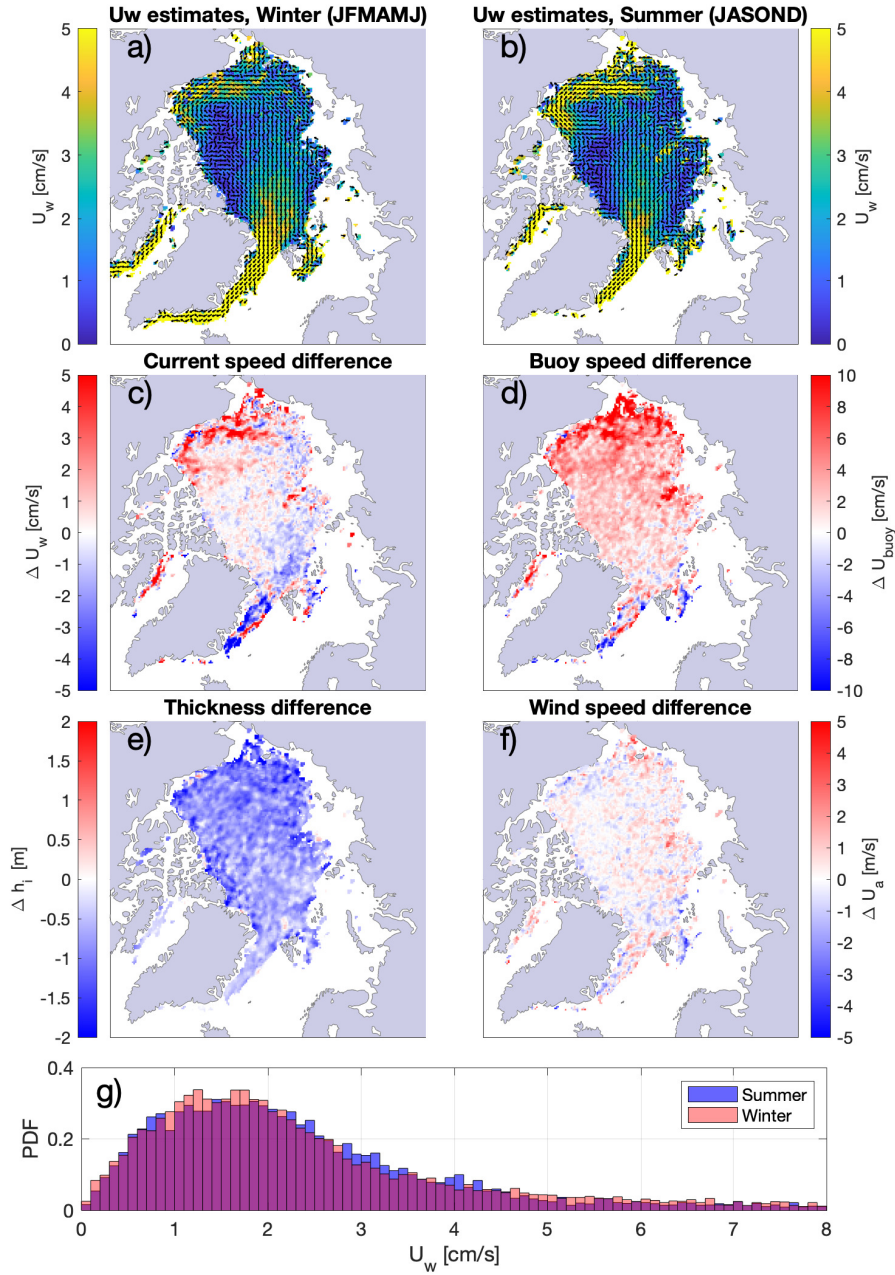 Uw estimates, Winter (JFMAMJ)
Uw estimates, Summer (JASOND)
a)
b)
5
4
3
2
1
0
U_w [cm/s]
5
4
3
2
1
0
U_w [cm/s]
Current speed difference
Buoy speed difference
c)
d)
5
4
3
2
1
0
-1
-2
-3
-4
-5
Δ U_w [cm/s]
10
8
6
4
2
0
-2
-4
-6
-8
-10
Δ U_buoy [cm/s]
Thickness difference
Wind speed difference
e)
f)
2
1.5
1
0.5
0
-0.5
-1
-1.5
-2
Δ h_i [m]
5
4
3
2
1
0
-1
-2
-3
-4
-5
Δ U_a [m/s]
g)
Summer
Winter
0.4
0.2
0
PDF
0 1 2 3 4 5 6 7 8
U_w [cm/s]